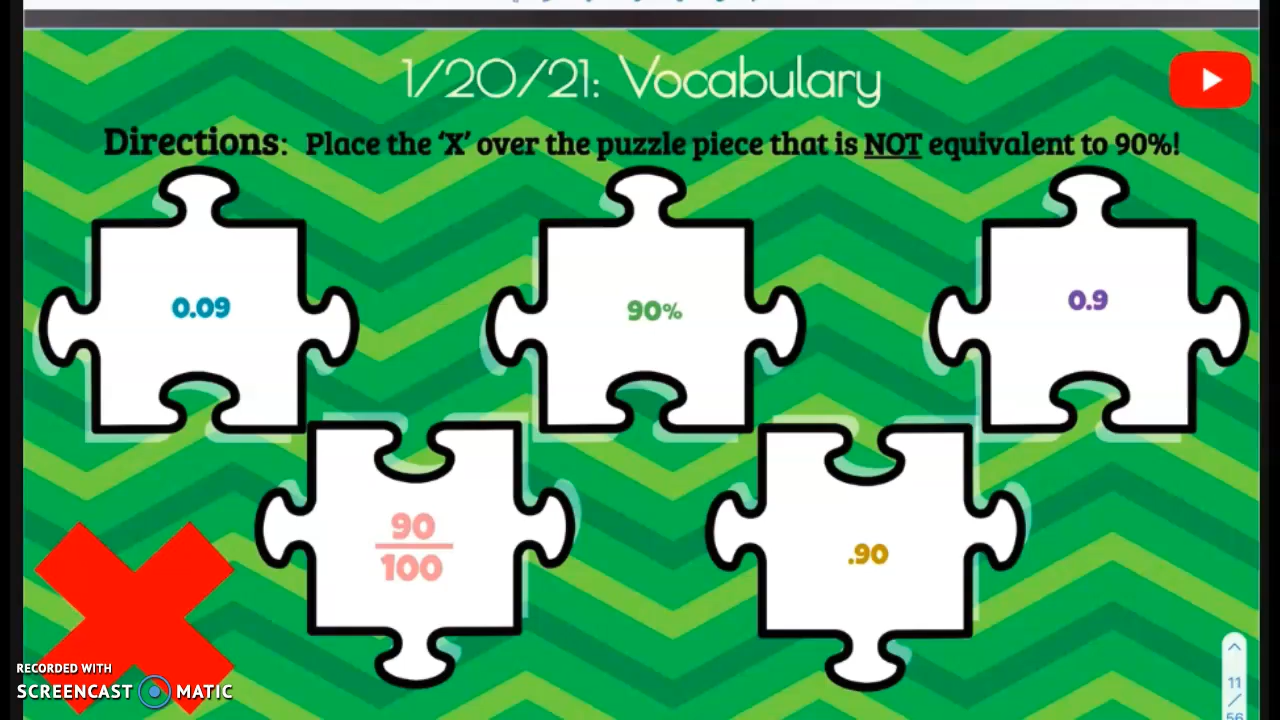 1/20/21: Vocabulary
Directions: Place the ‘X’ over the puzzle piece that is NOT equivalent to 90%!
0.09
90%
0.9
90
100
.90
RECORDED WITH
SCREENCAST MATIC
11
/
56